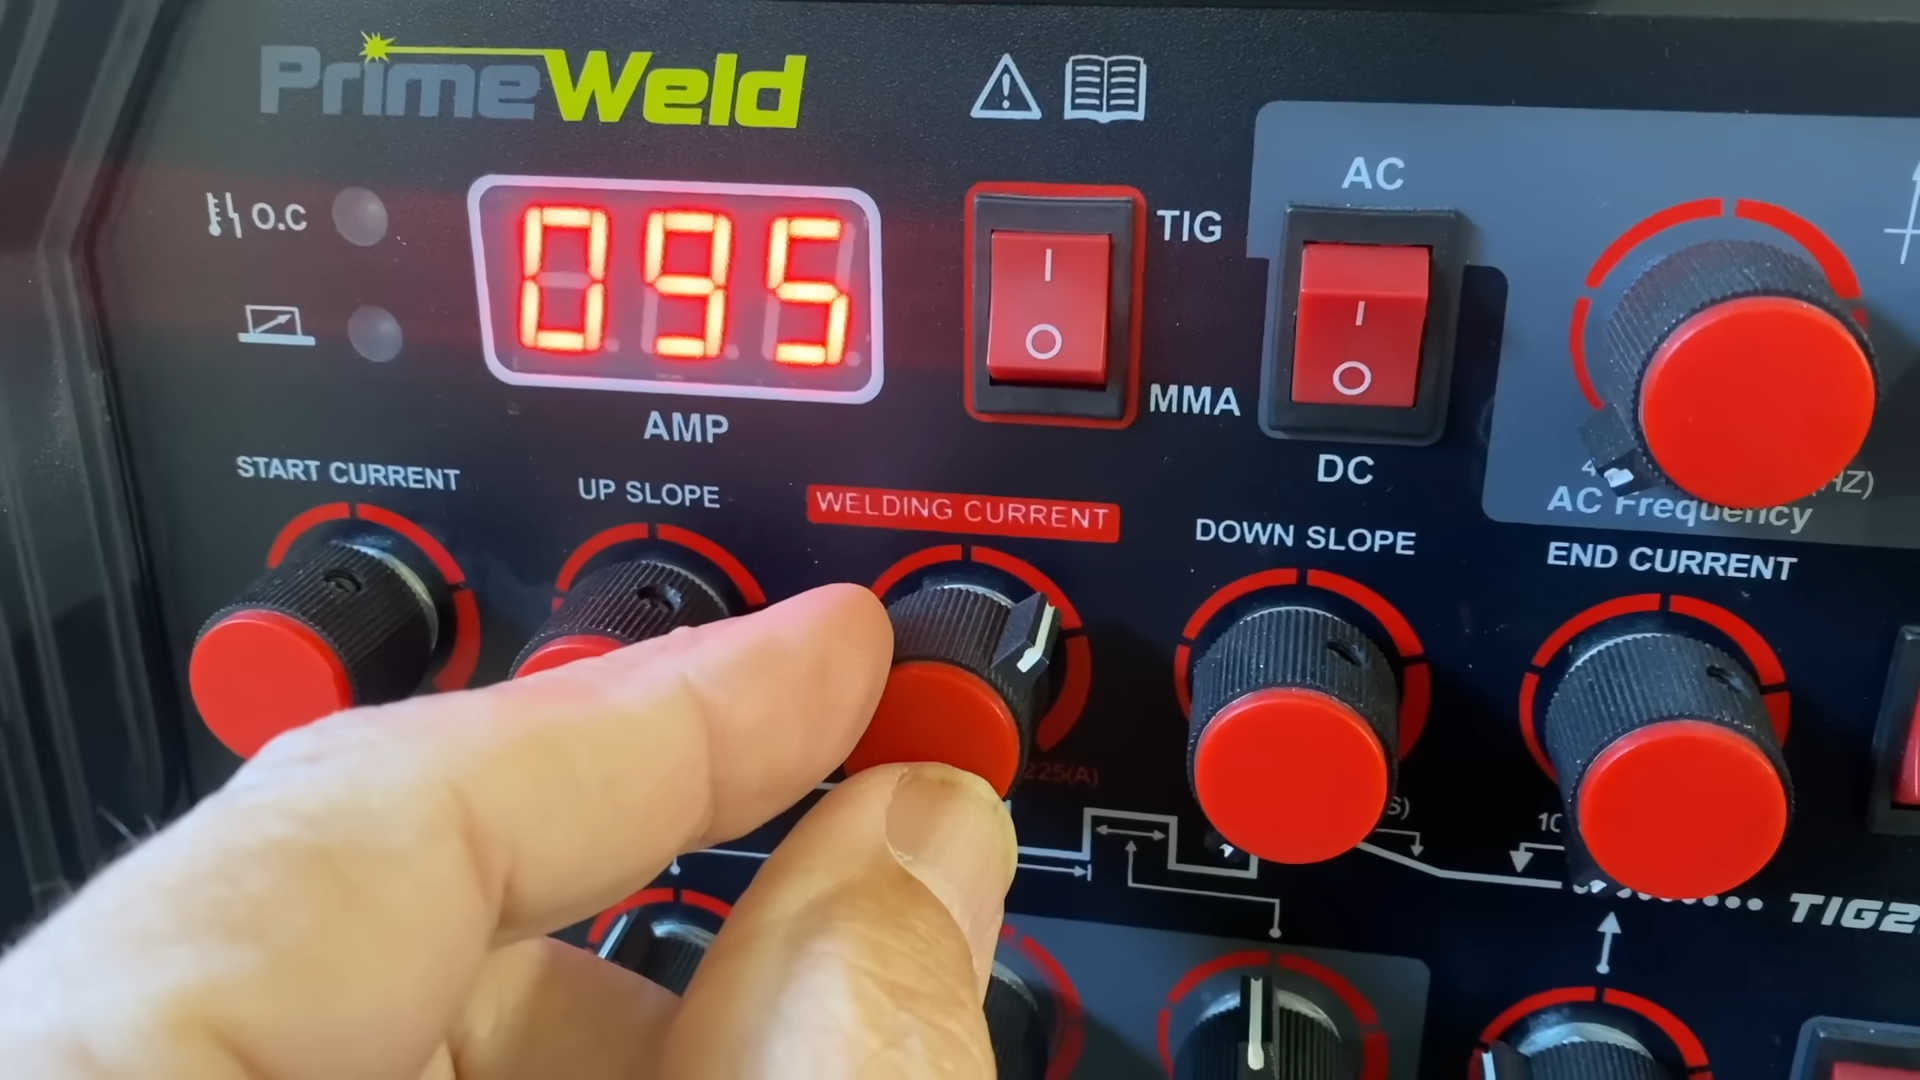 PrimeWeld
O.C
095
AMP
TIG
MMA
AC
DC
AC Frequency
START CURRENT
UP SLOPE
WELDING CURRENT
DOWN SLOPE
END CURRENT
225(A)